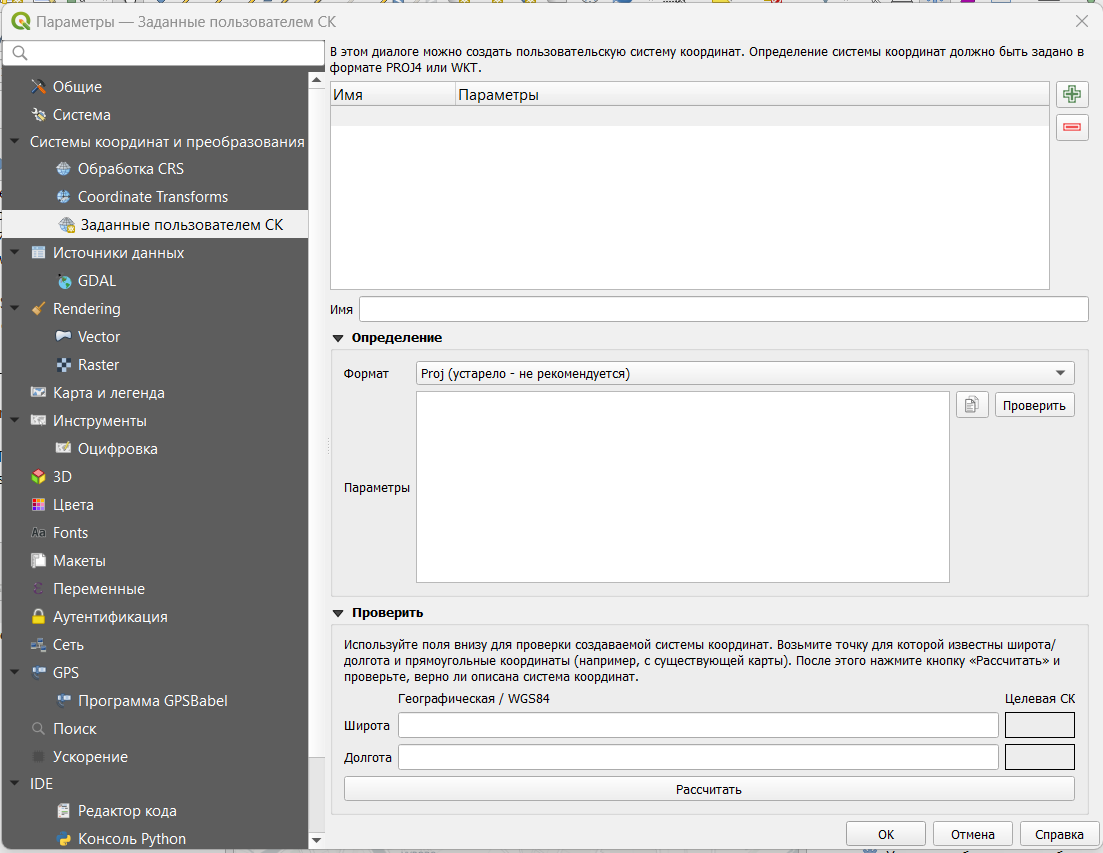 Параметры — Заданные пользователем СК
Общие
Система
Системы координат и преобразования
Обработка CRS
Coordinate Transforms
Заданные пользователем СК
Источники данных
GDAL
Rendering
Vector
Raster
Карта и легенда
Инструменты
Оцифровка
3D
Цвета
Fonts
Макеты
Переменные
Аутентификация
Сеть
GPS
Программа GPSBabel
Поиск
Ускорение
IDE
Редактор кода
Консоль Python
В этом диалоге можно создать пользовательскую систему координат. Определение системы координат должно быть задано в
формате PROJ4 или WKT.
Имя Параметры
Имя
Определение
Формат Proj (устарело - не рекомендуется)
Проверить
Параметры
Проверить
Используйте поля внизу для проверки создаваемой системы координат. Возьмите точку для которой известны широта/
долгота и прямоугольные координаты (например, с существующей карты). После этого нажмите кнопку «Рассчитать» и
проверьте, верно ли описана система координат.
Географическая / WGS84 Целевая СК
Широта
Долгота
Рассчитать
OK Отмена Справка